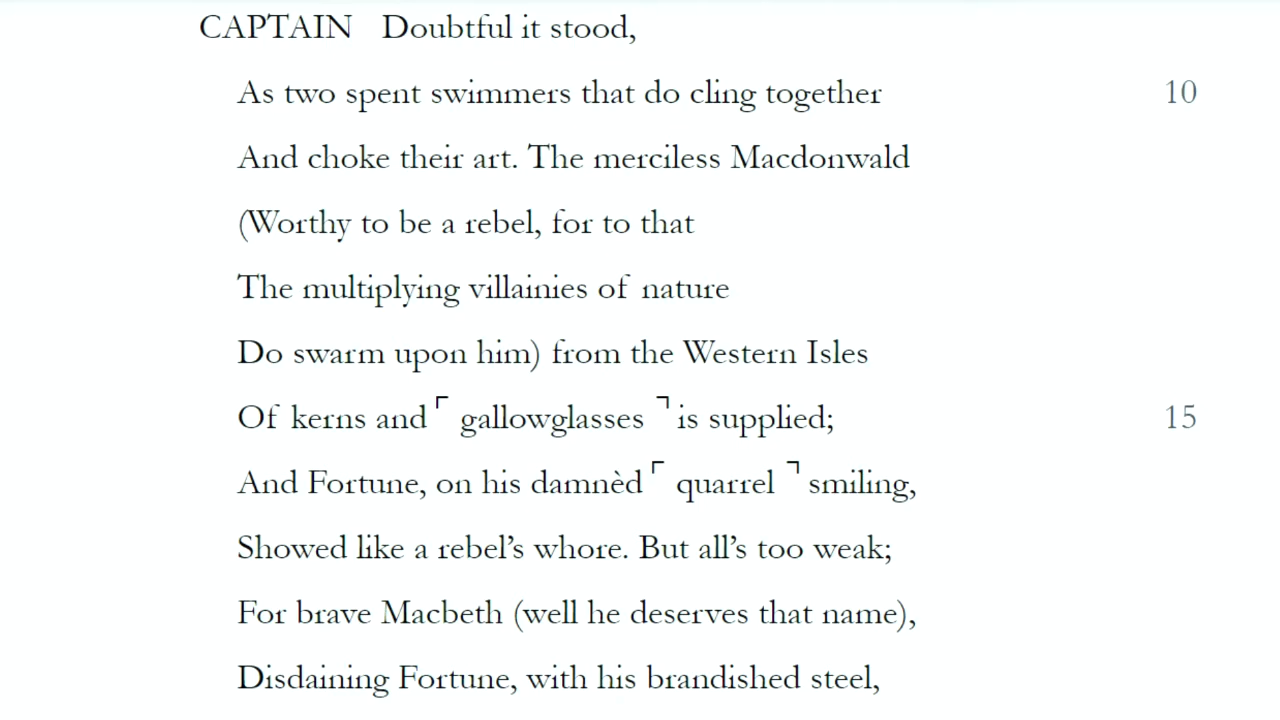 CAPTAIN Doubtful it stood,
As two spent swimmers that do cling together 10
And choke their art. The merciless Macdonwald
(Worthy to be a rebel, for to that
The multiplying villainies of nature
Do swarm upon him) from the Western Isles
Of kerns and ⌜gallowglasses⌝ is supplied; 15
And Fortune, on his damnèd ⌜quarrel⌝ smiling,
Showed like a rebel’s whore. But all’s too weak;
For brave Macbeth (well he deserves that name),
Disdaining Fortune, with his brandished steel,